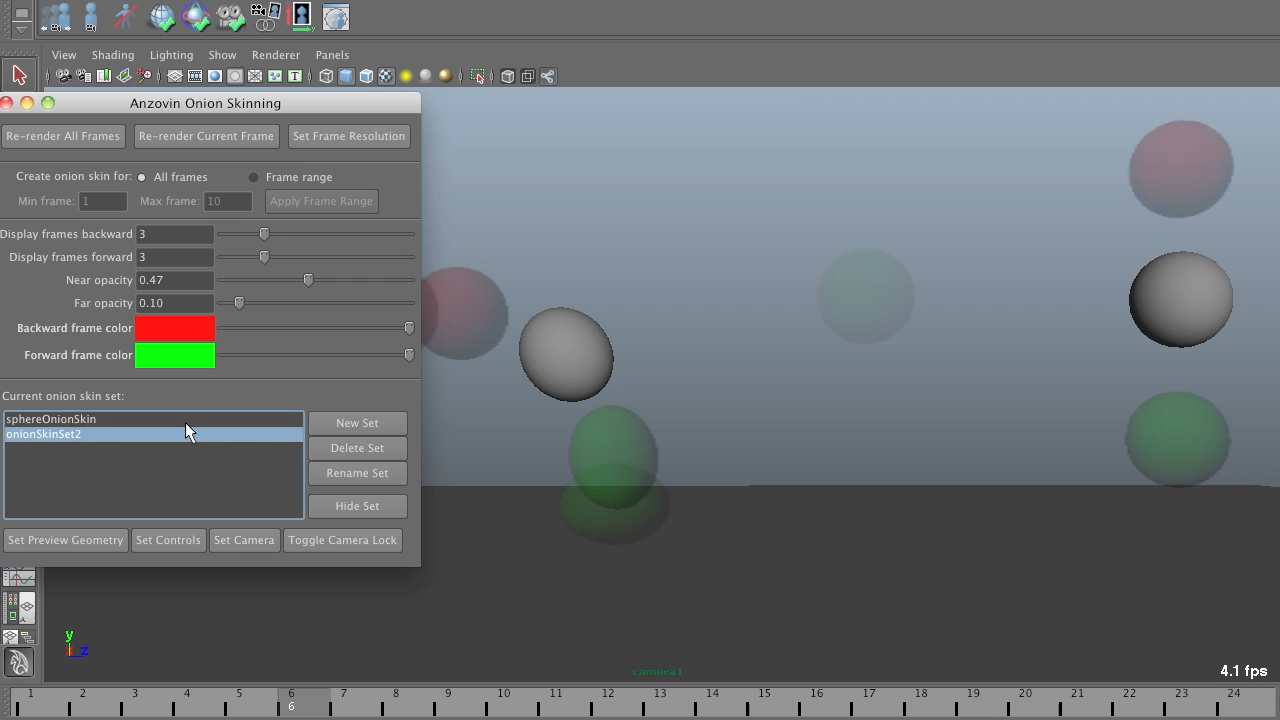 View Shading Lighting Show Renderer Panels
Anzovin Onion Skinning
Re-render All Frames Re-render Current Frame Set Frame Resolution
Create onion skin for: All frames Frame range
Min frame: 1 Max frame: 10 Apply Frame Range
Display frames backward 3
Display frames forward 3
Near opacity 0.47
Far opacity 0.10
Backward frame color
Forward frame color
Current onion skin set:
sphereOnionSkin
onionSkinSet2
New Set
Delete Set
Rename Set
Hide Set
Set Preview Geometry Set Controls Set Camera Toggle Camera Lock
y
x z
camera1
4.1 fps
1 2 3 4 5 6 7 8 9 10 11 12 13 14 15 16 17 18 19 20 21 22 23 24
6